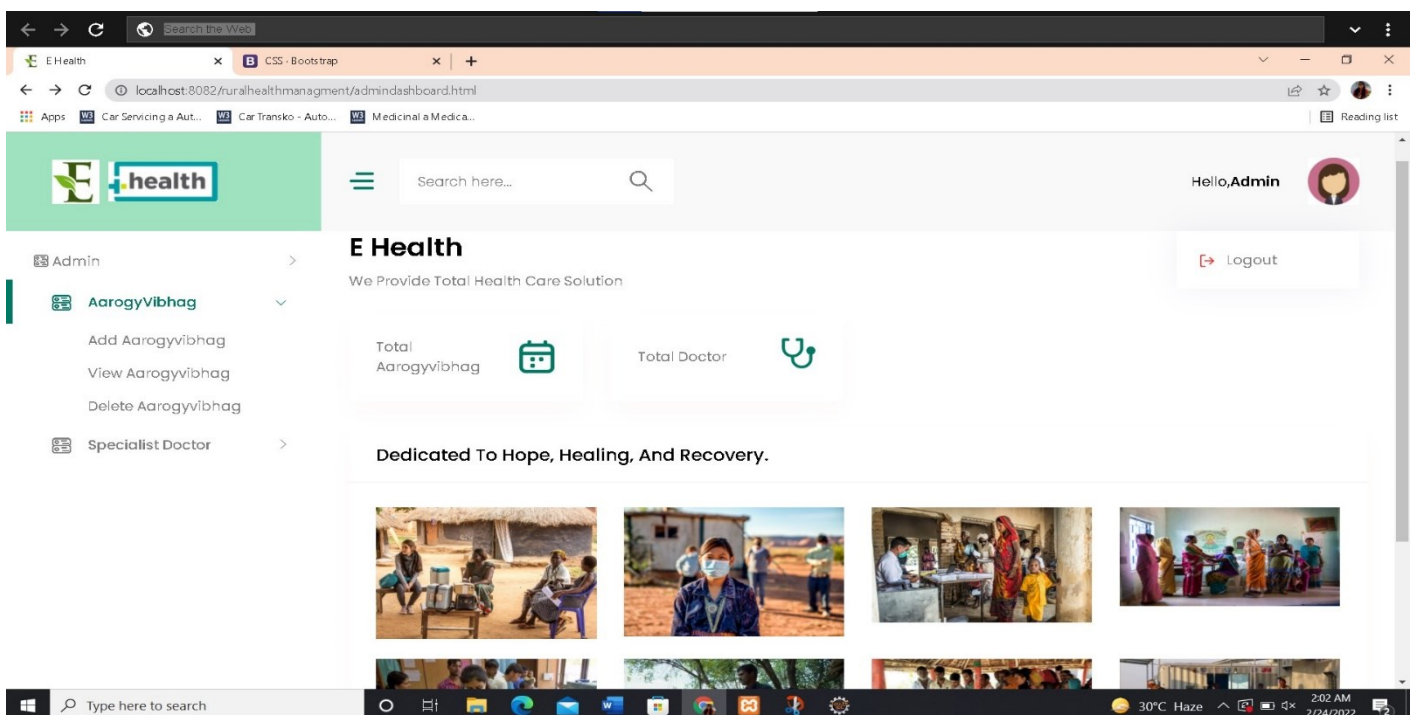 Search the Web
E Health
CSS · Bootstrap
localhost:8082/ruralhealthmanagment/admindashboard.html
Apps
Car Servicing a Aut...
Car Transko - Auto...
Medicinal a Medica...
Reading list
E health
Search here...
Hello,Admin
Logout
Admin
AarogyVibhag
Add Aarogyvibhag
View Aarogyvibhag
Delete Aarogyvibhag
Specialist Doctor
E Health
We Provide Total Health Care Solution
Total
Aarogyvibhag
Total Doctor
Dedicated To Hope, Healing, And Recovery.
Type here to search
30°C Haze
2:02 AM
2/24/2022